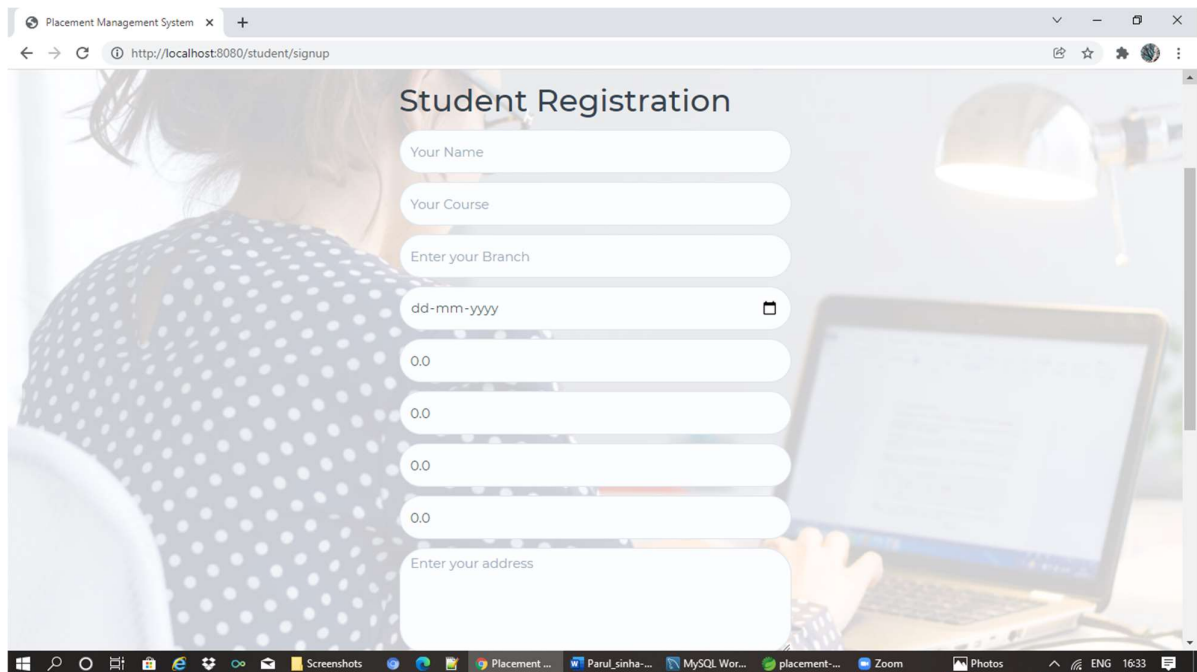 Placement Management System
http://localhost:8080/student/signup
Student Registration
Your Name
Your Course
Enter your Branch
dd-mm-yyyy
0.0
0.0
0.0
0.0
Enter your address
Screenshots
Placement ...
Parul_sinha-...
MySQL Wor...
placement-...
Zoom
Photos
ENG
16:33